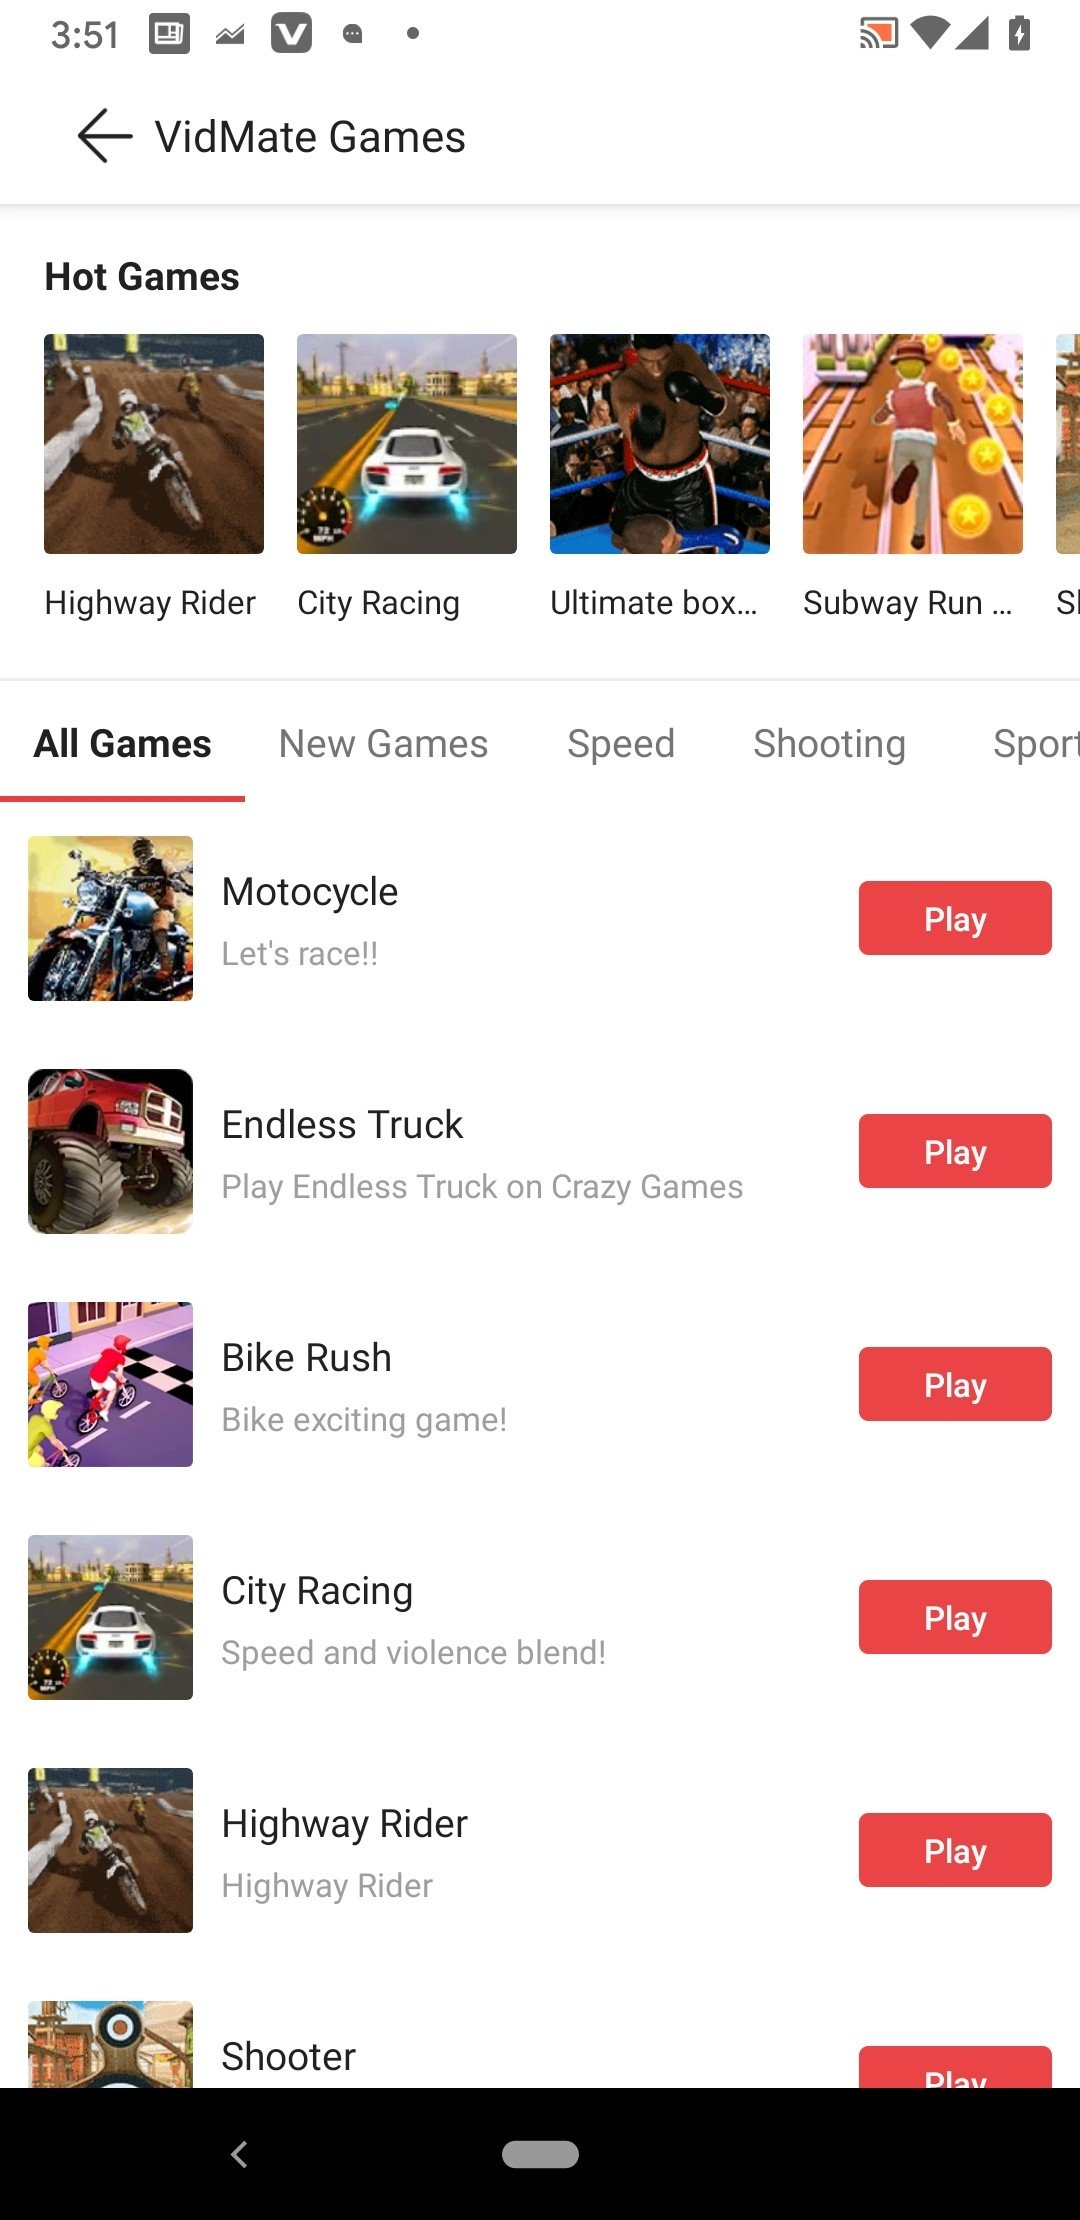 3:51
VidMate Games
Hot Games
Highway Rider
City Racing
Ultimate box...
Subway Run ...
All Games
New Games
Speed
Shooting
Sport
Motocycle
Let's race!!
Play
Endless Truck
Play Endless Truck on Crazy Games
Play
Bike Rush
Bike exciting game!
Play
City Racing
Speed and violence blend!
Play
Highway Rider
Highway Rider
Play
Shooter
Play